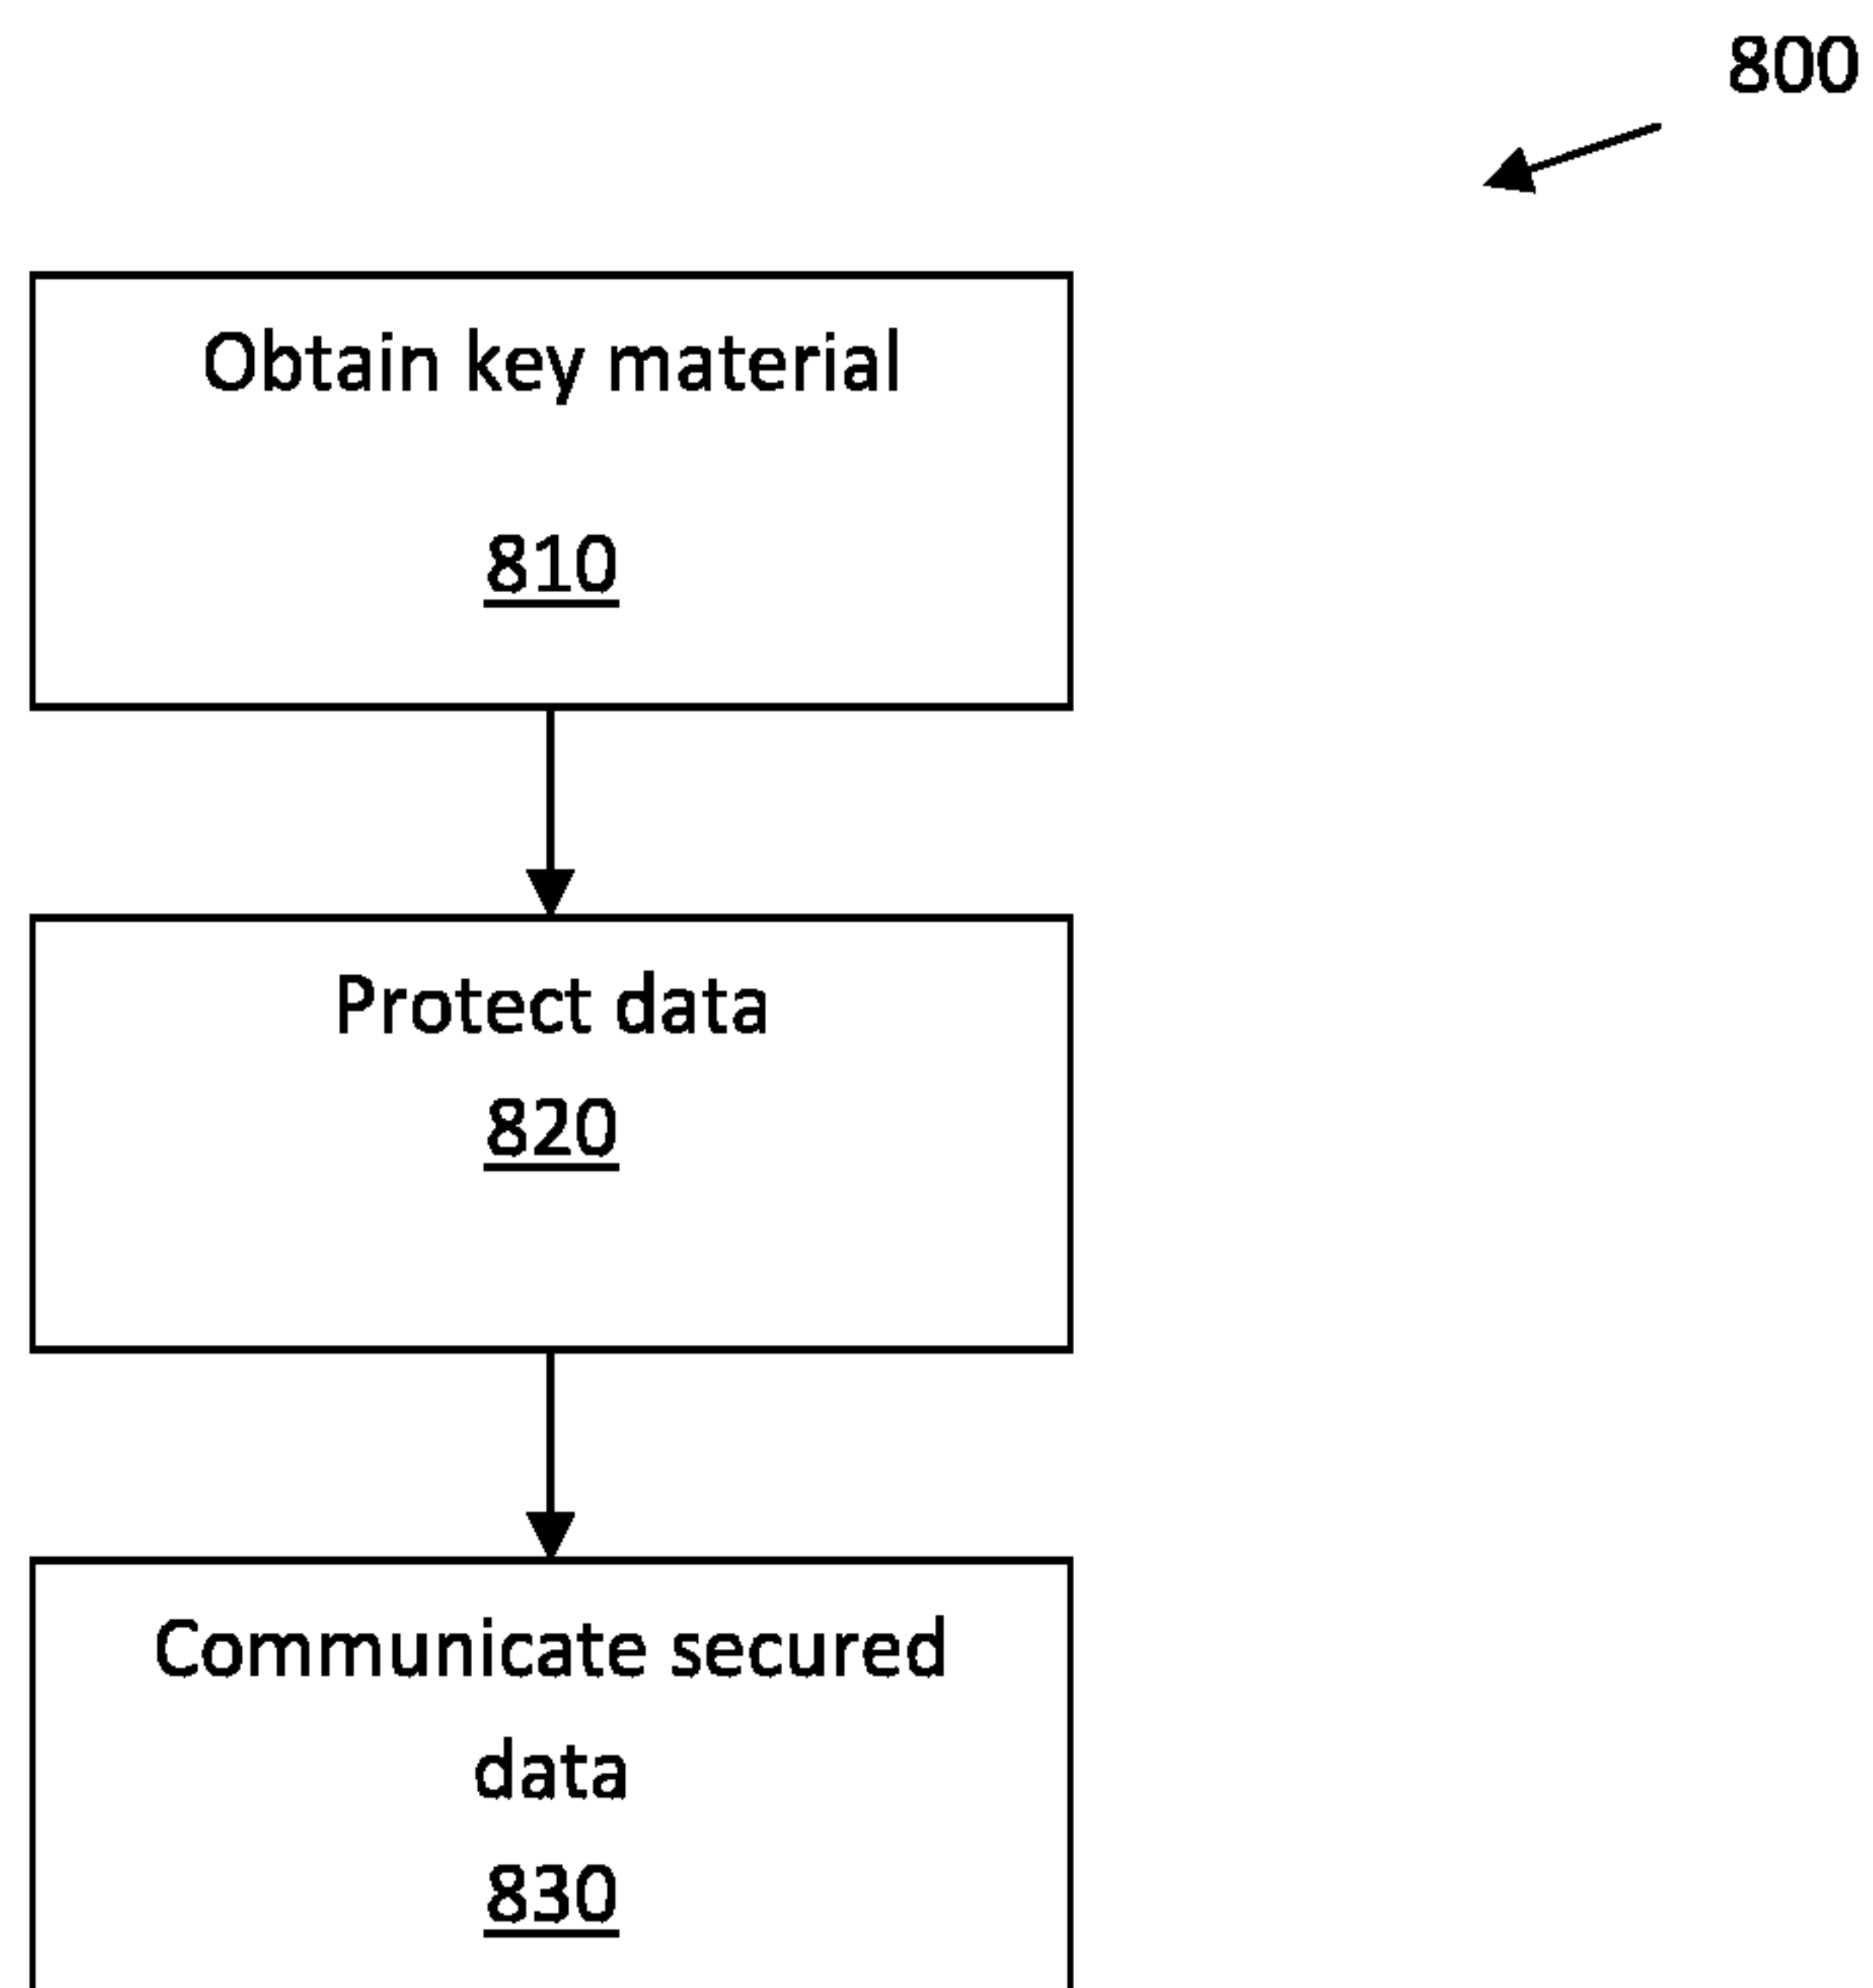 800
Obtain key material
810
Protect data
820
Communicate secured
data
830